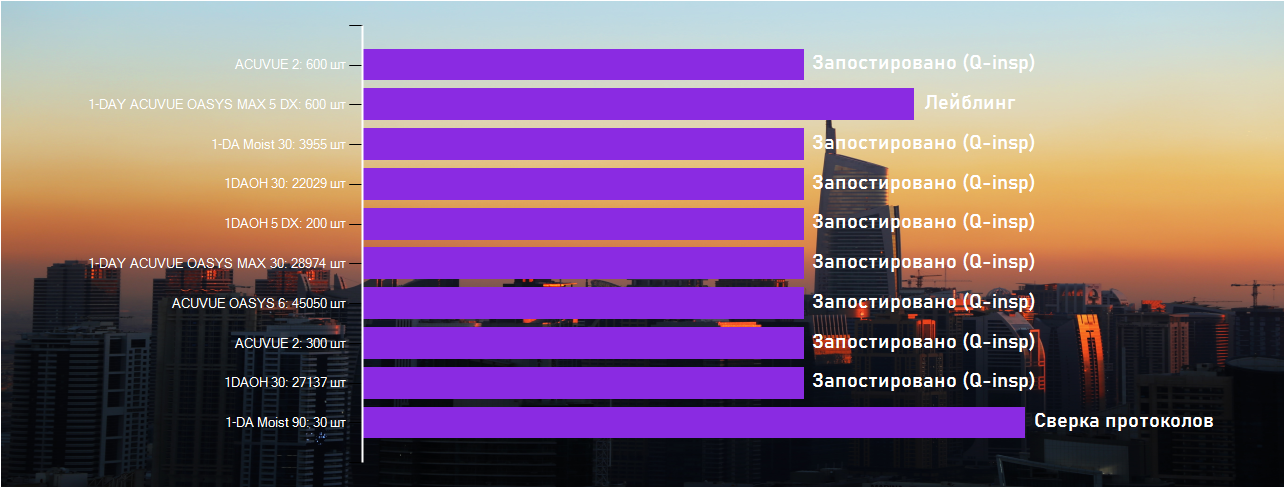 ACUVUE 2: 600 шт Запостировано (Q-insp)
1-DAY ACUVUE OASYS MAX 5 DX: 600 шт Лейблинг
1-DA Moist 30: 3955 шт Запостировано (Q-insp)
1DAOH 30: 22029 шт Запостировано (Q-insp)
1DAOH 5 DX: 200 шт Запостировано (Q-insp)
1-DAY ACUVUE OASYS MAX 30: 28974 шт Запостировано (Q-insp)
ACUVUE OASYS 6: 45050 шт Запостировано (Q-insp)
ACUVUE 2: 300 шт Запостировано (Q-insp)
1DAOH 30: 27137 шт Запостировано (Q-insp)
1-DA Moist 90: 30 шт Сверка протоколов